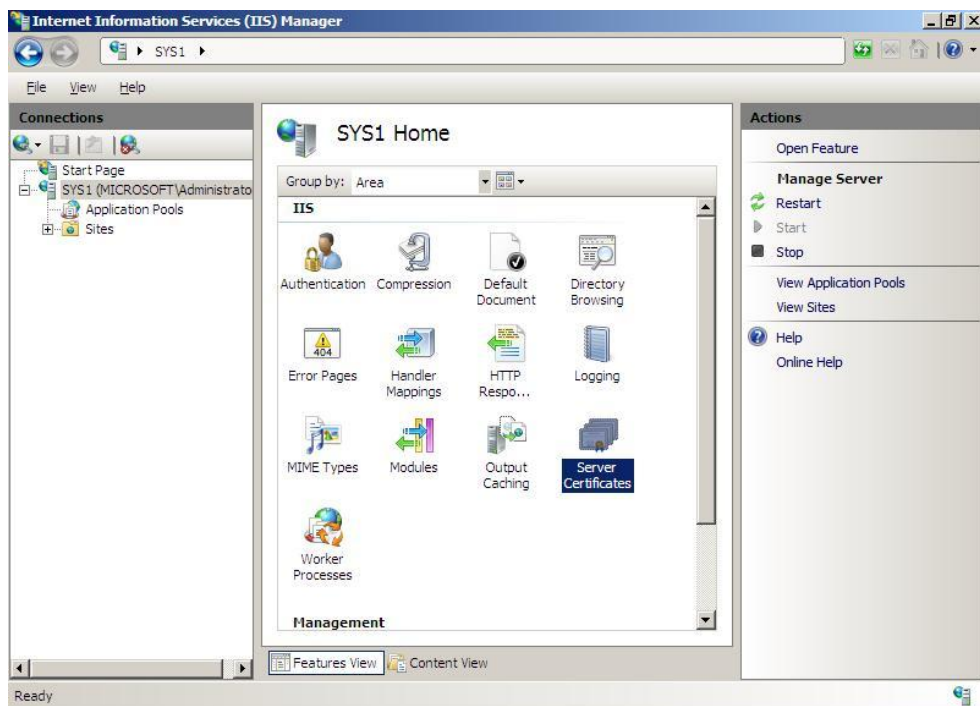 Internet Information Services (IIS) Manager
SYS1
File View Help
Connections
Start Page
SYS1 (MICROSOFT\Administrato
Application Pools
Sites
SYS1 Home
Group by: Area
IIS
Authentication Compression Default Document Directory Browsing
Error Pages Handler Mappings HTTP Respo... Logging
MIME Types Modules Output Caching Server Certificates
Worker Processes
Management
Features View Content View
Actions
Open Feature
Manage Server
Restart
Start
Stop
View Application Pools
View Sites
Help
Online Help
Ready